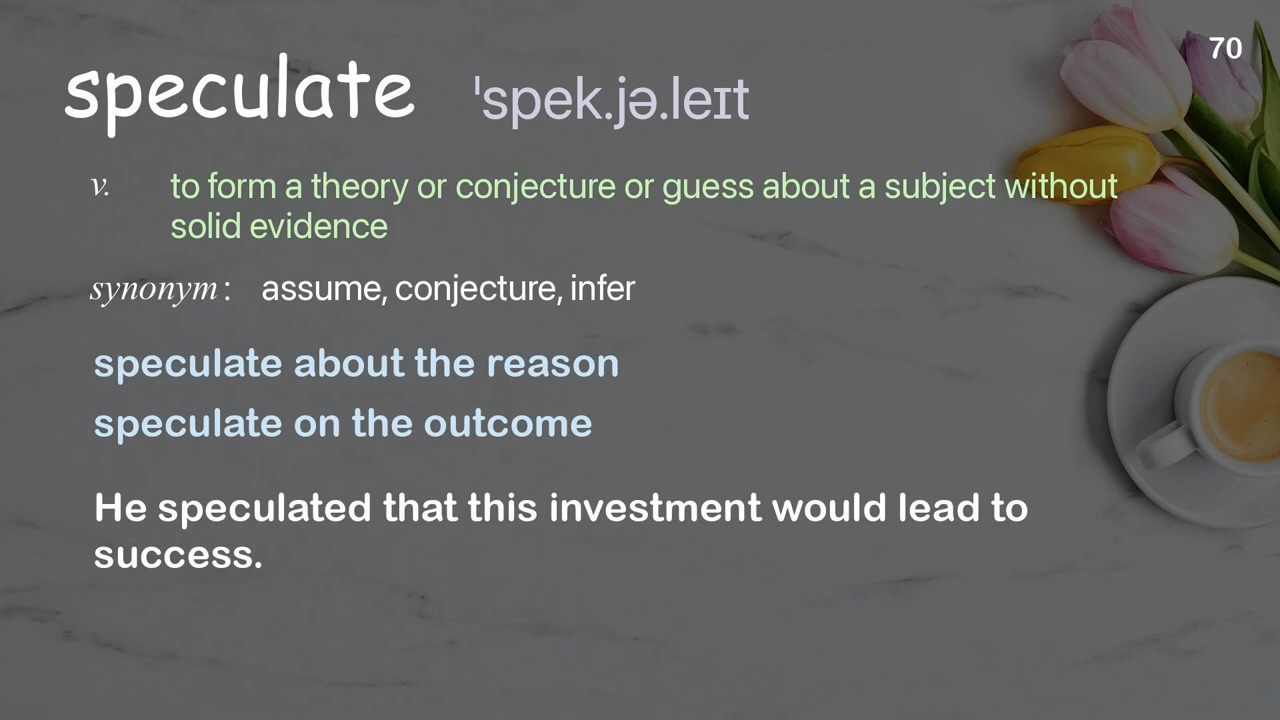 70
speculate ˈspek.jə.leɪt
v. to form a theory or conjecture or guess about a subject without
solid evidence
synonym : assume, conjecture, infer
speculate about the reason
speculate on the outcome
He speculated that this investment would lead to
success.